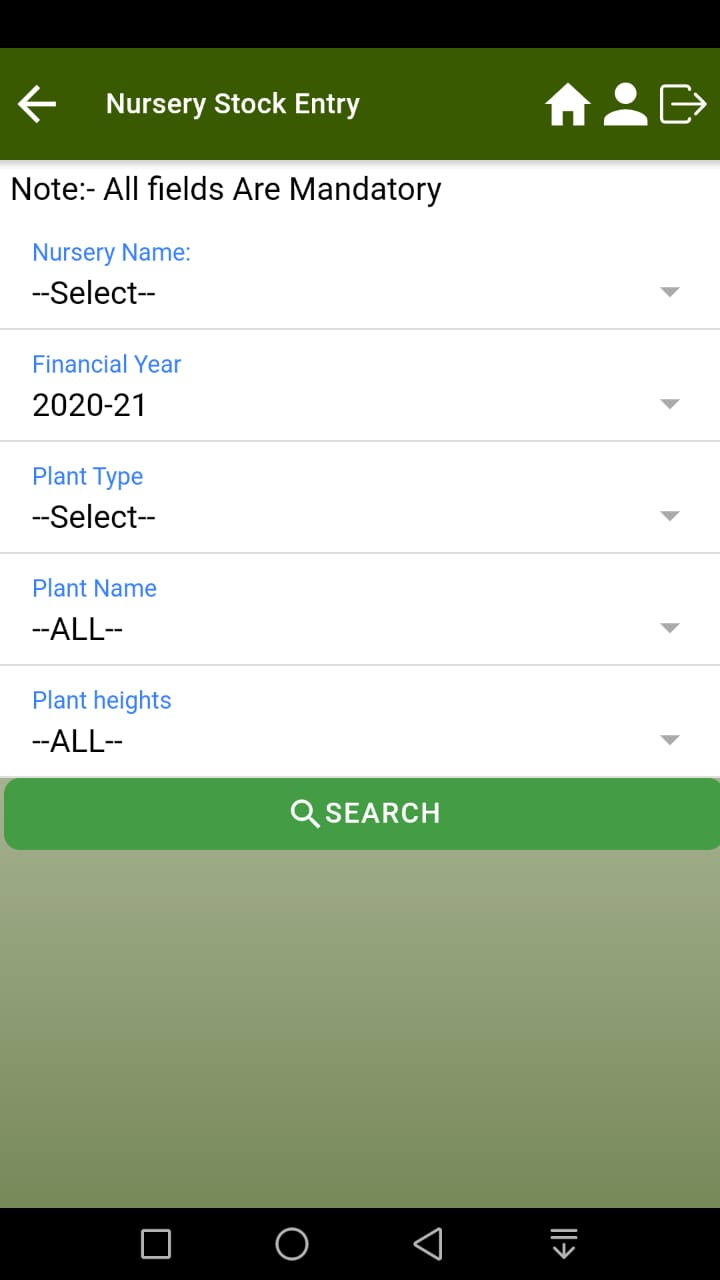 Nursery Stock Entry
Note:- All fields Are Mandatory
Nursery Name:
--Select--
Financial Year
2020-21
Plant Type
--Select--
Plant Name
--ALL--
Plant heights
--ALL--
SEARCH